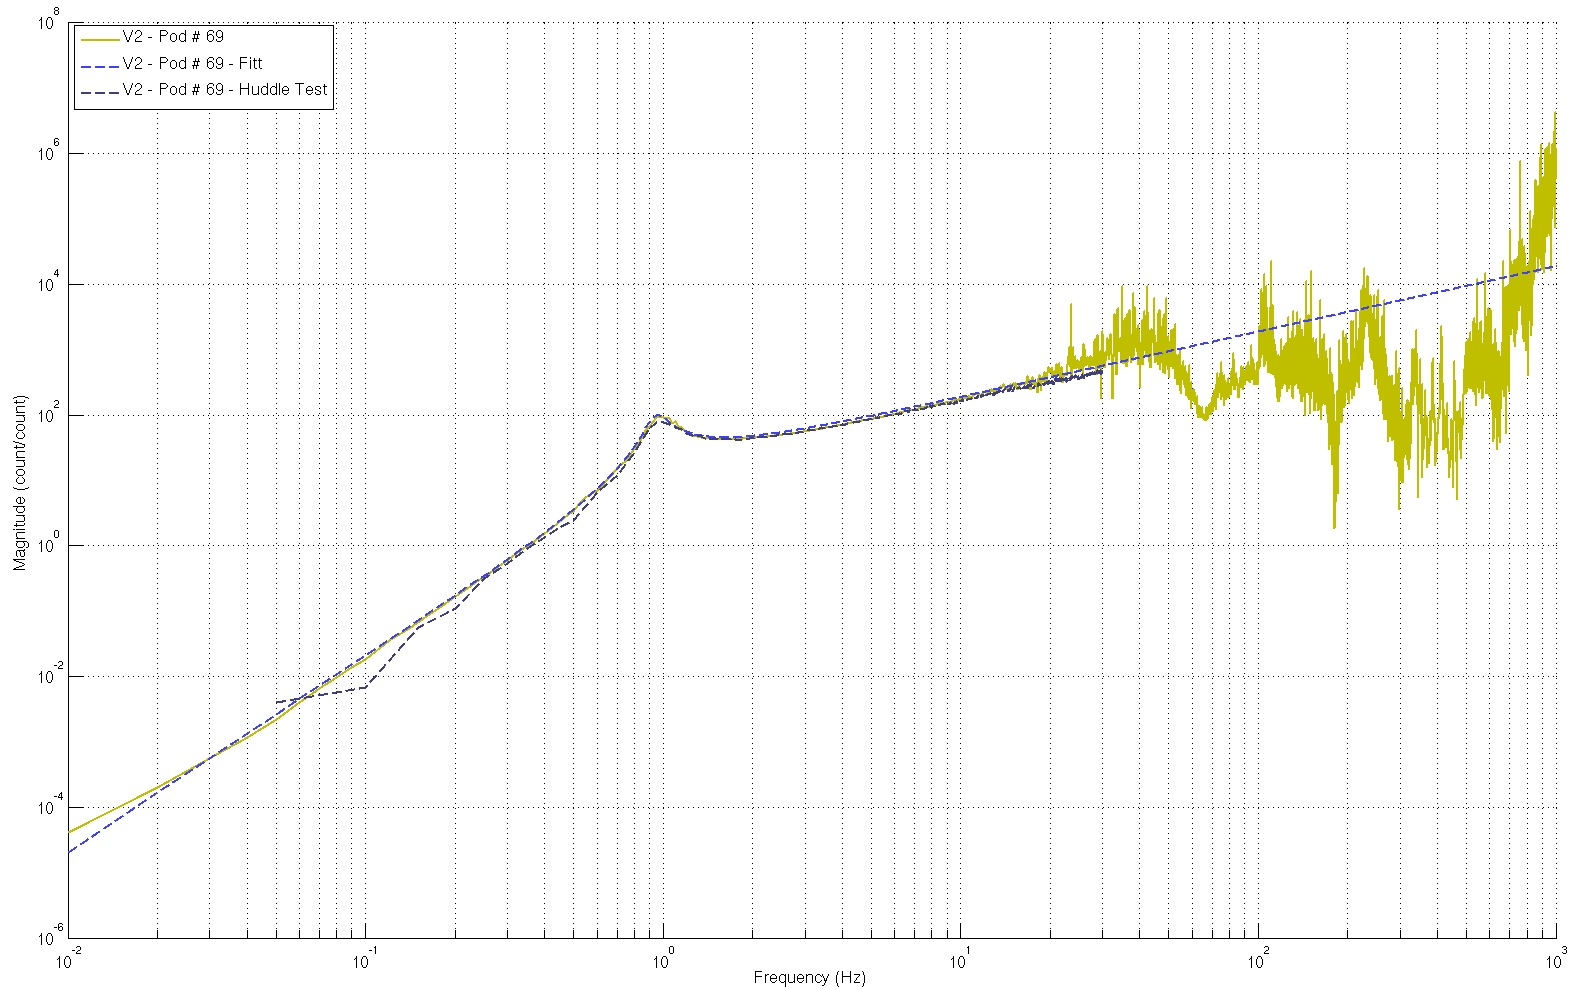 10^8
V2 - Pod # 69
V2 - Pod # 69 - Fitt
V2 - Pod # 69 - Huddle Test
10^6
10^4
10^2
10^0
10^-2
10^-4
10^-6
Magnitude (count/count)
10^-2 10^-1 10^0 10^1 10^2 10^3
Frequency (Hz)